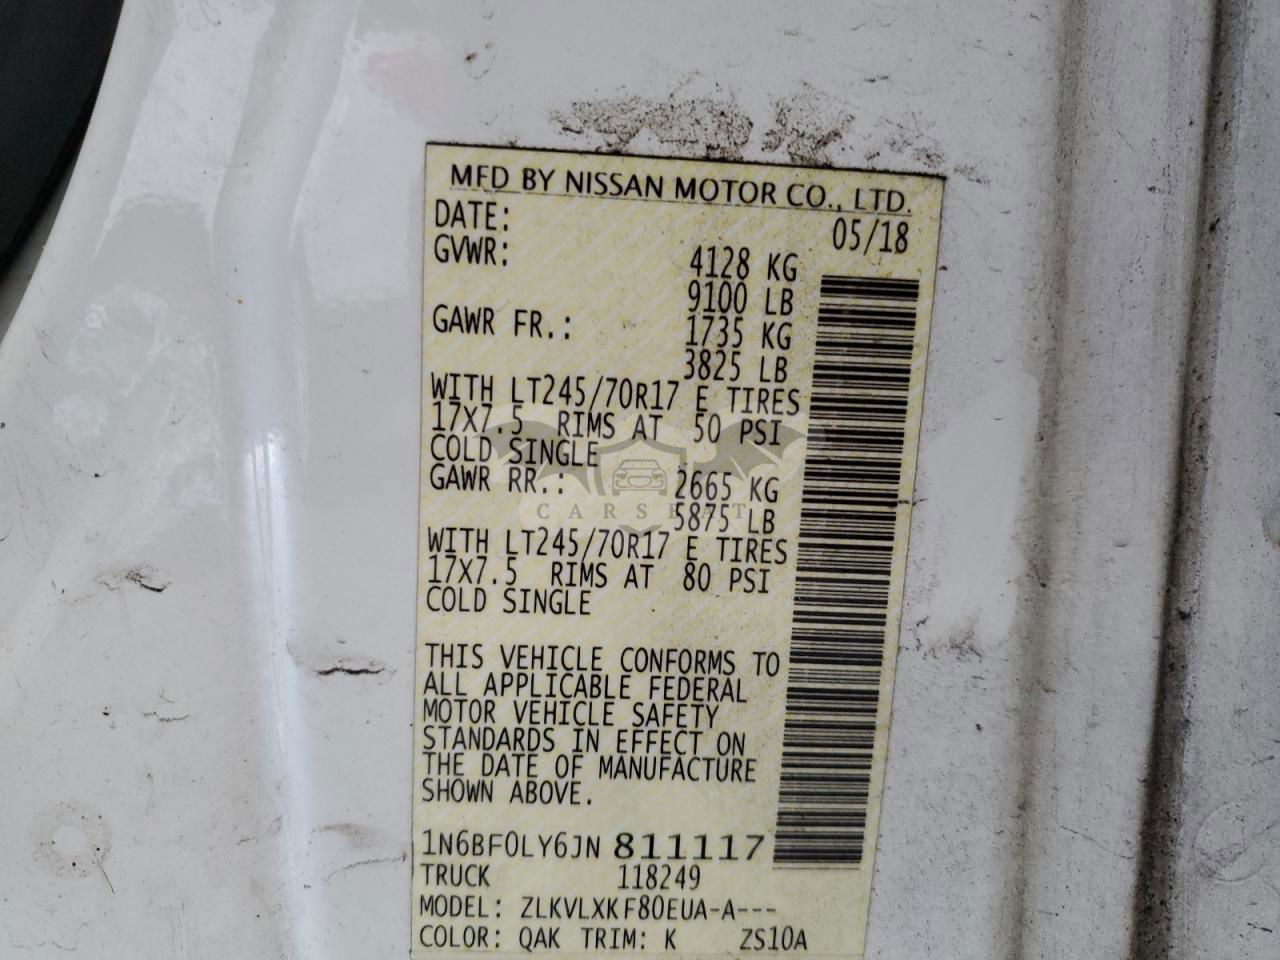 MFD BY NISSAN MOTOR CO., LTD.
DATE: 05/18
GVWR: 4128 KG
9100 LB
GAWR FR.: 1735 KG
3825 LB
WITH LT245/70R17 E TIRES
17X7.5 RIMS AT 50 PSI
COLD SINGLE
GAWR RR.: 2665 KG
5875 LB
CARSFAT
WITH LT245/70R17 E TIRES
17X7.5 RIMS AT 80 PSI
COLD SINGLE
THIS VEHICLE CONFORMS TO
ALL APPLICABLE FEDERAL
MOTOR VEHICLE SAFETY
STANDARDS IN EFFECT ON
THE DATE OF MANUFACTURE
SHOWN ABOVE.
1N6BF0LY6JN 811117
TRUCK 118249
MODEL: ZLKVLXKF80EUA-A---
COLOR: QAK TRIM: K ZS10A